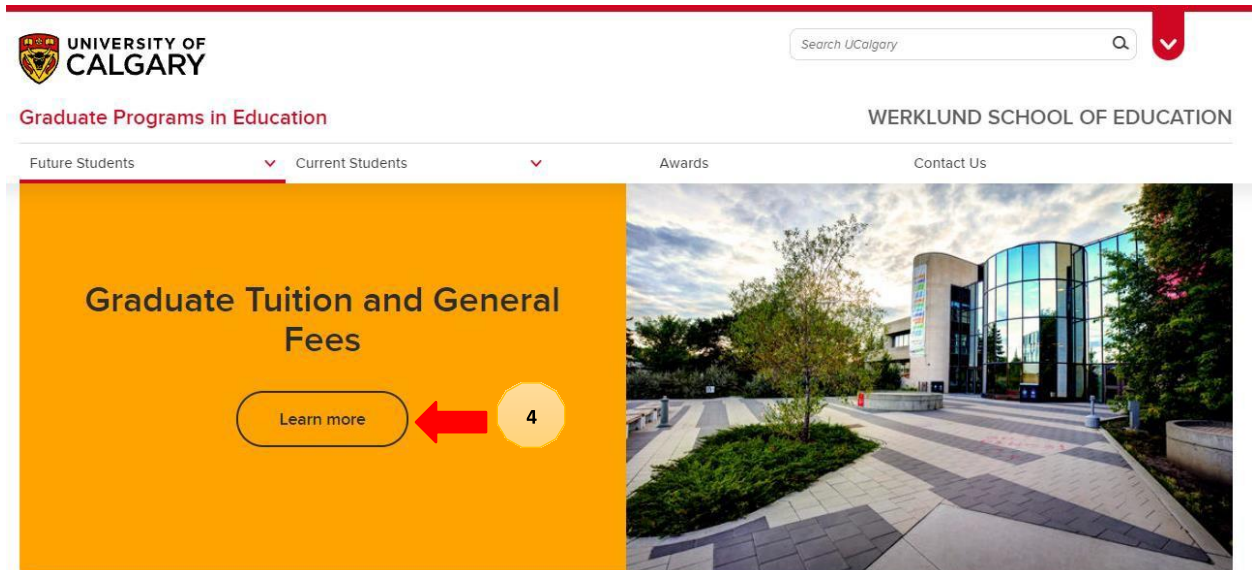 UNIVERSITY OF
CALGARY
Search UCalgary
Graduate Programs in Education
WERKLUND SCHOOL OF EDUCATION
Future Students
Current Students
Awards
Contact Us
Graduate Tuition and General
Fees
Learn more
4